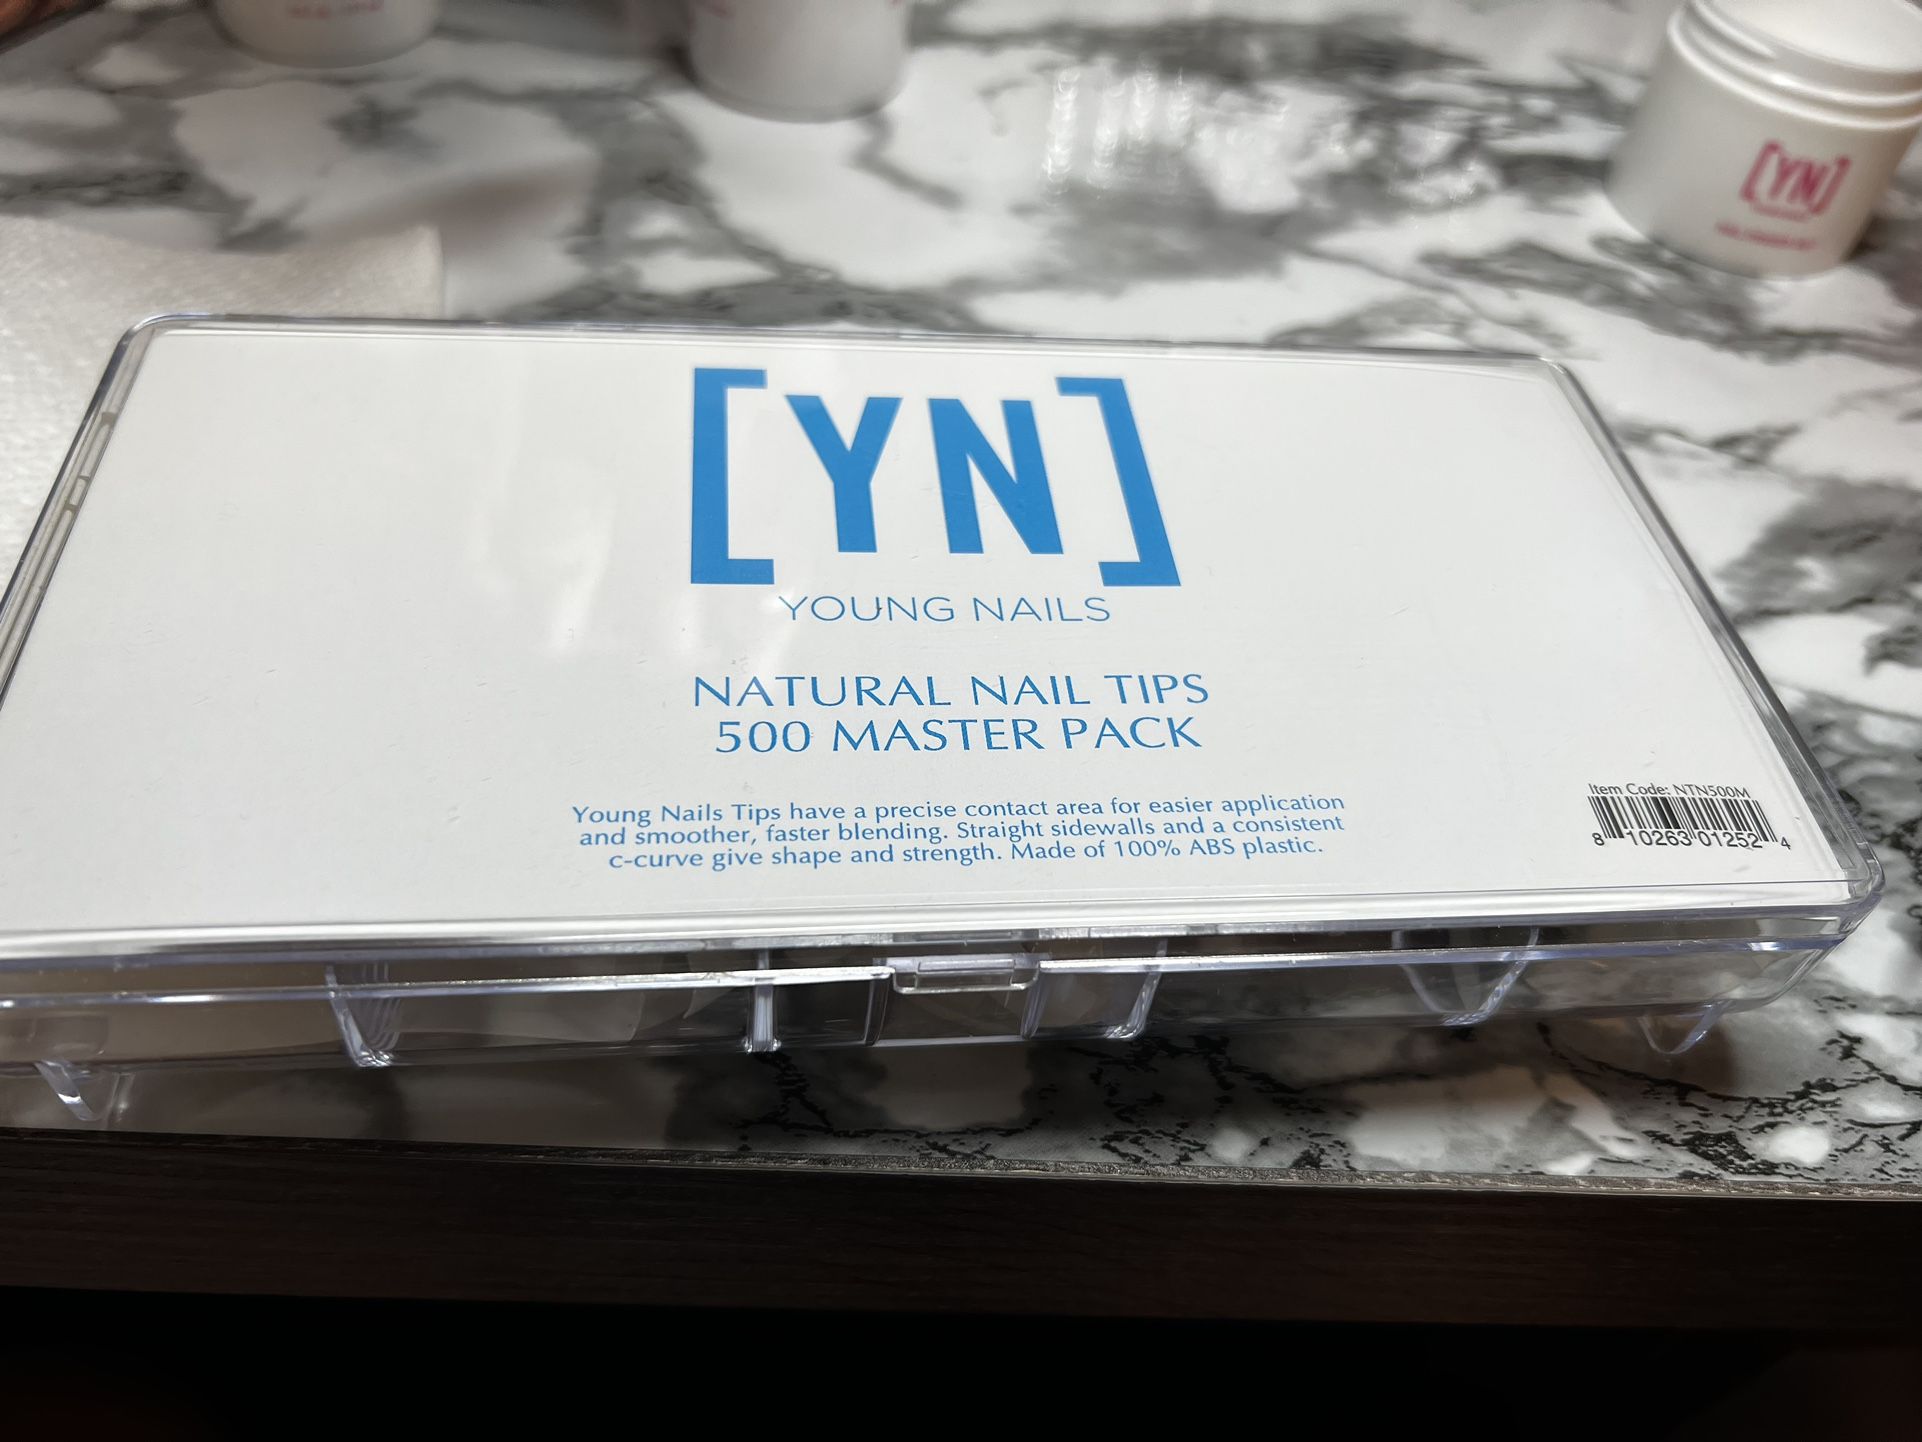 [YN]
[YN]
YOUNG NAILS
NATURAL NAIL TIPS
500 MASTER PACK
Young Nails Tips have a precise contact area for easier application
and smoother, faster blending. Straight sidewalls and a consistent
c-curve give shape and strength. Made of 100% ABS plastic.
Item Code: NTN500M
8 10263 01252 4